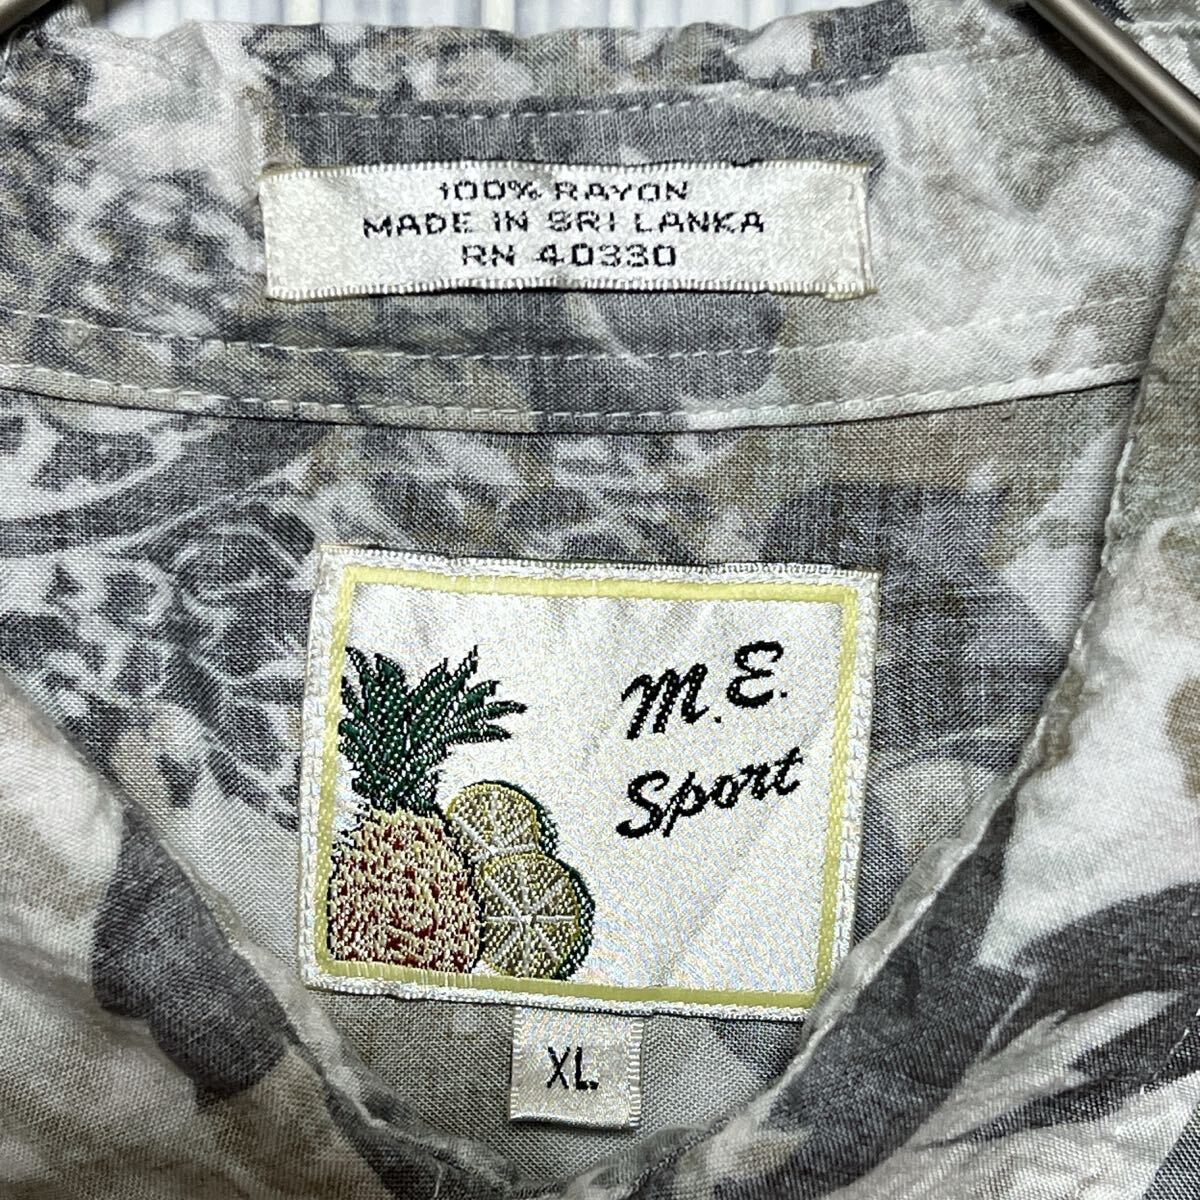 100% RAYON
MADE IN SRI LANKA
RN 40330
M.E.
Sport
XL